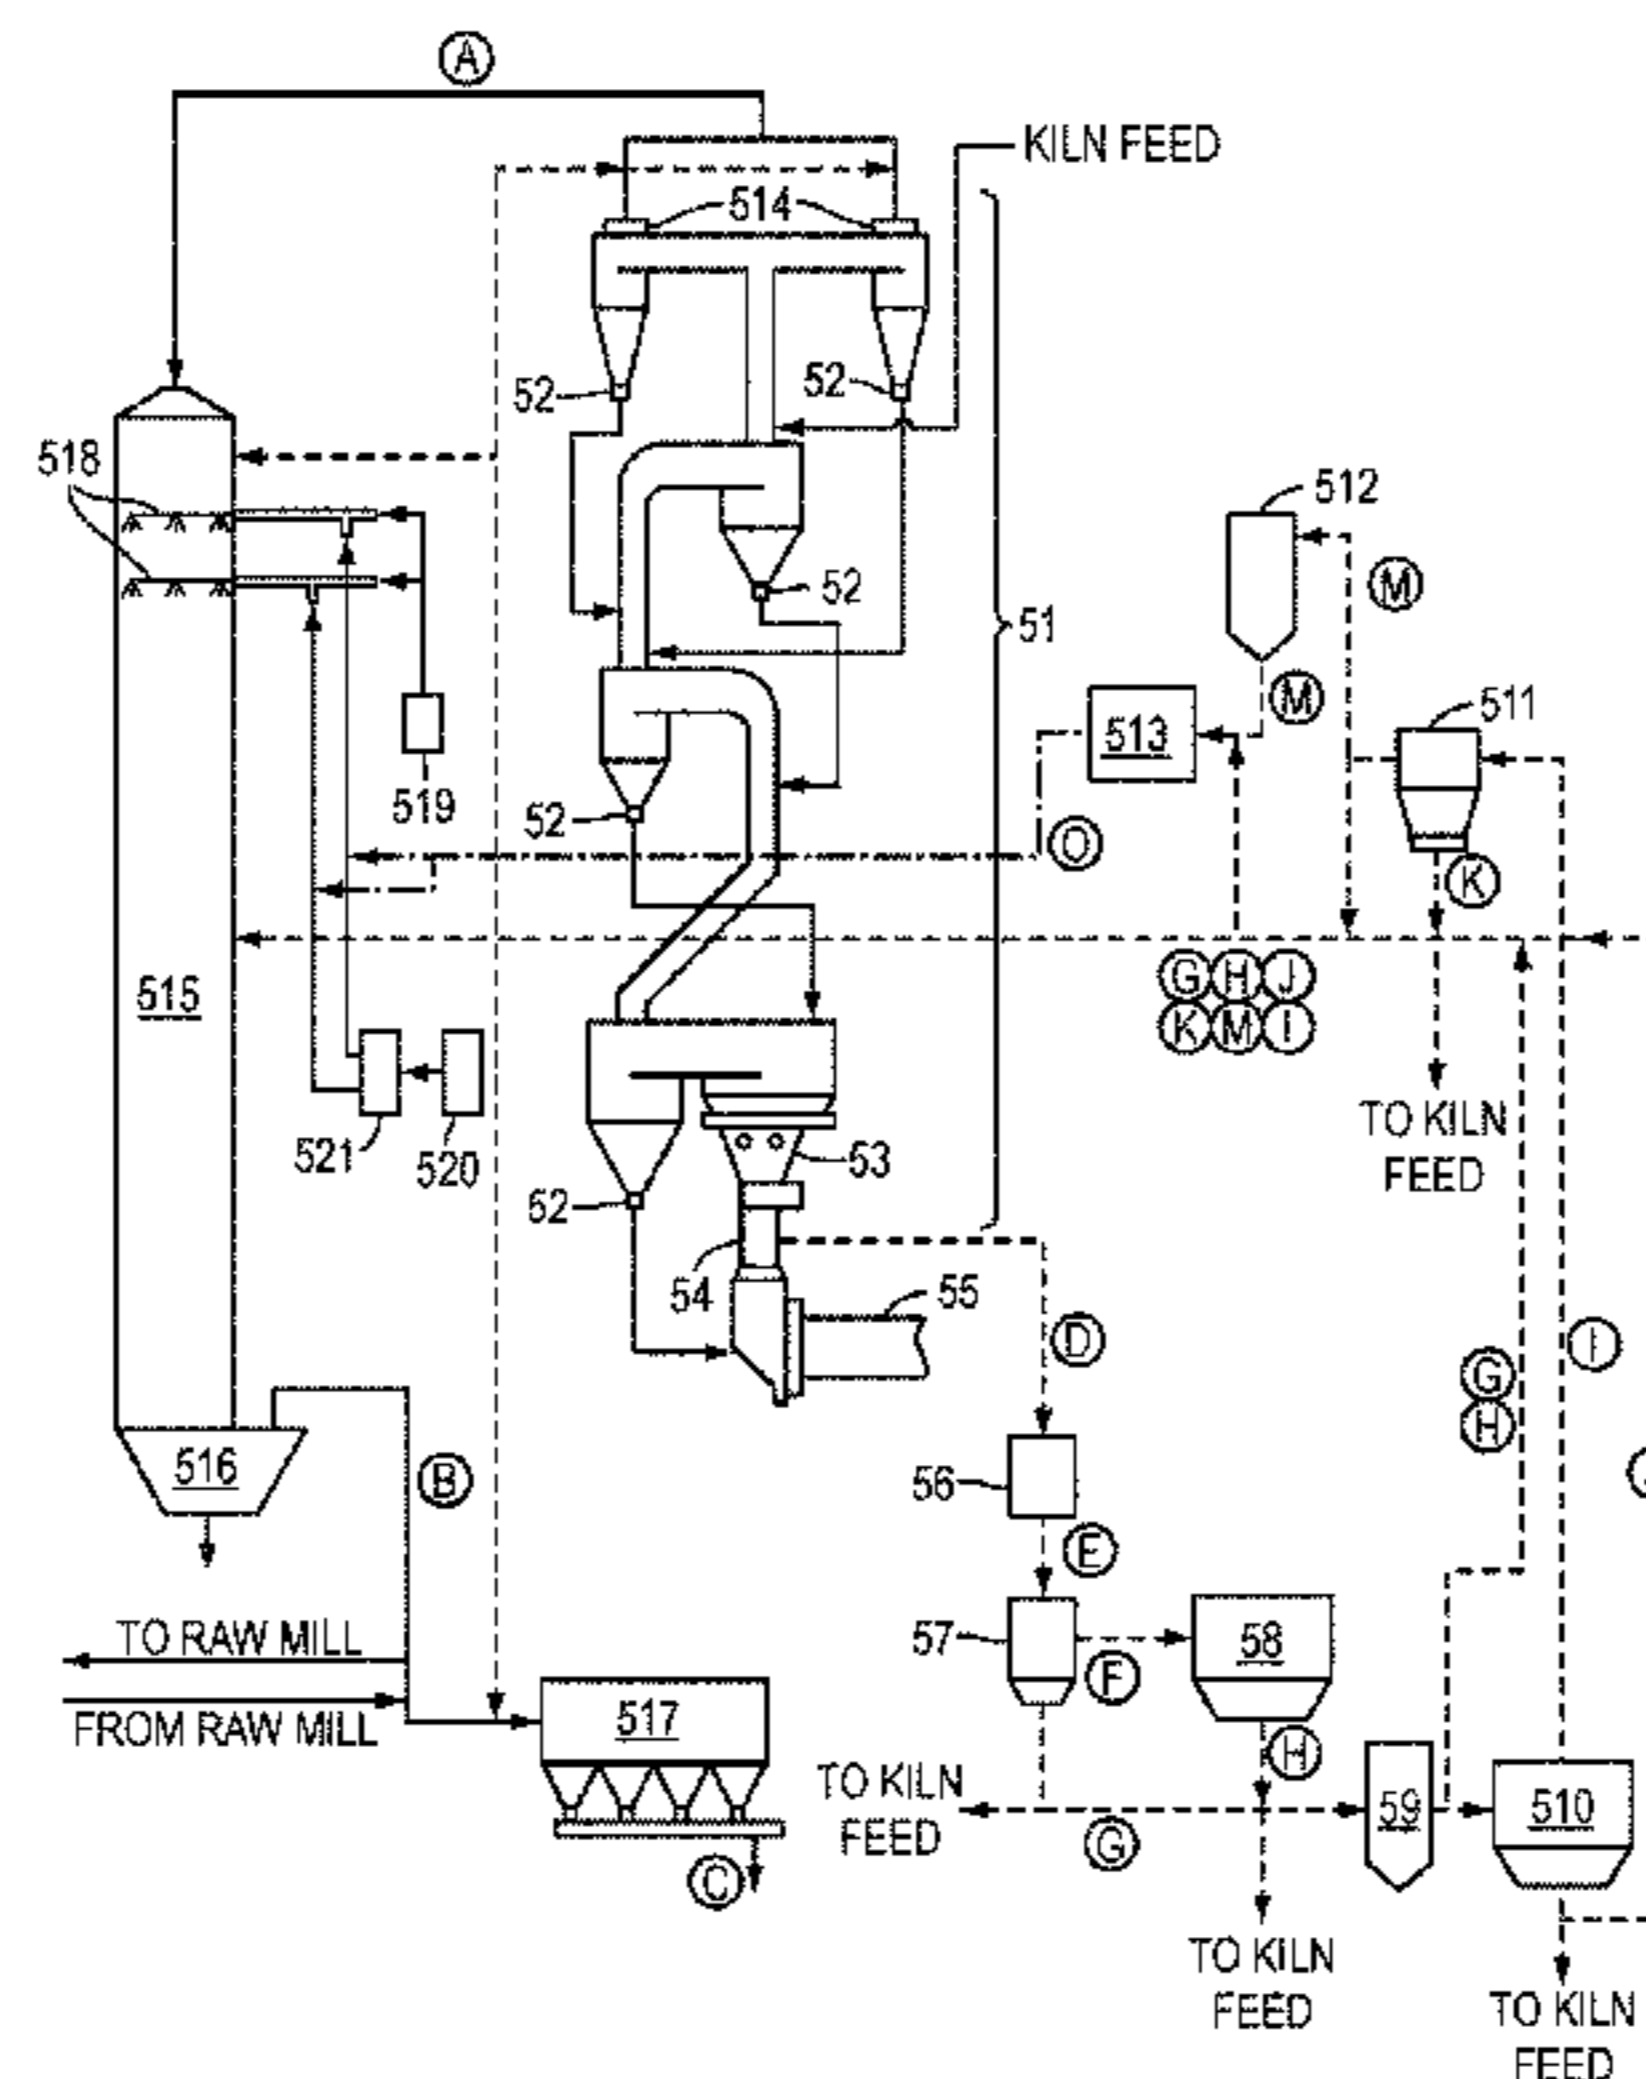 A
KILN FEED
514
52
52
518
512
52
M
51
M
511
513
519
52
O
K
G H J
515
K M I
TO KILN
FEED
521
520
53
52
54
55
D
I
G
H
516
B
56
E
TO RAW MILL
57
58
F
FROM RAW MILL
517
H
TO KILN
FEED
59
510
G
C
TO KILN
FEED
TO KILN
FEED